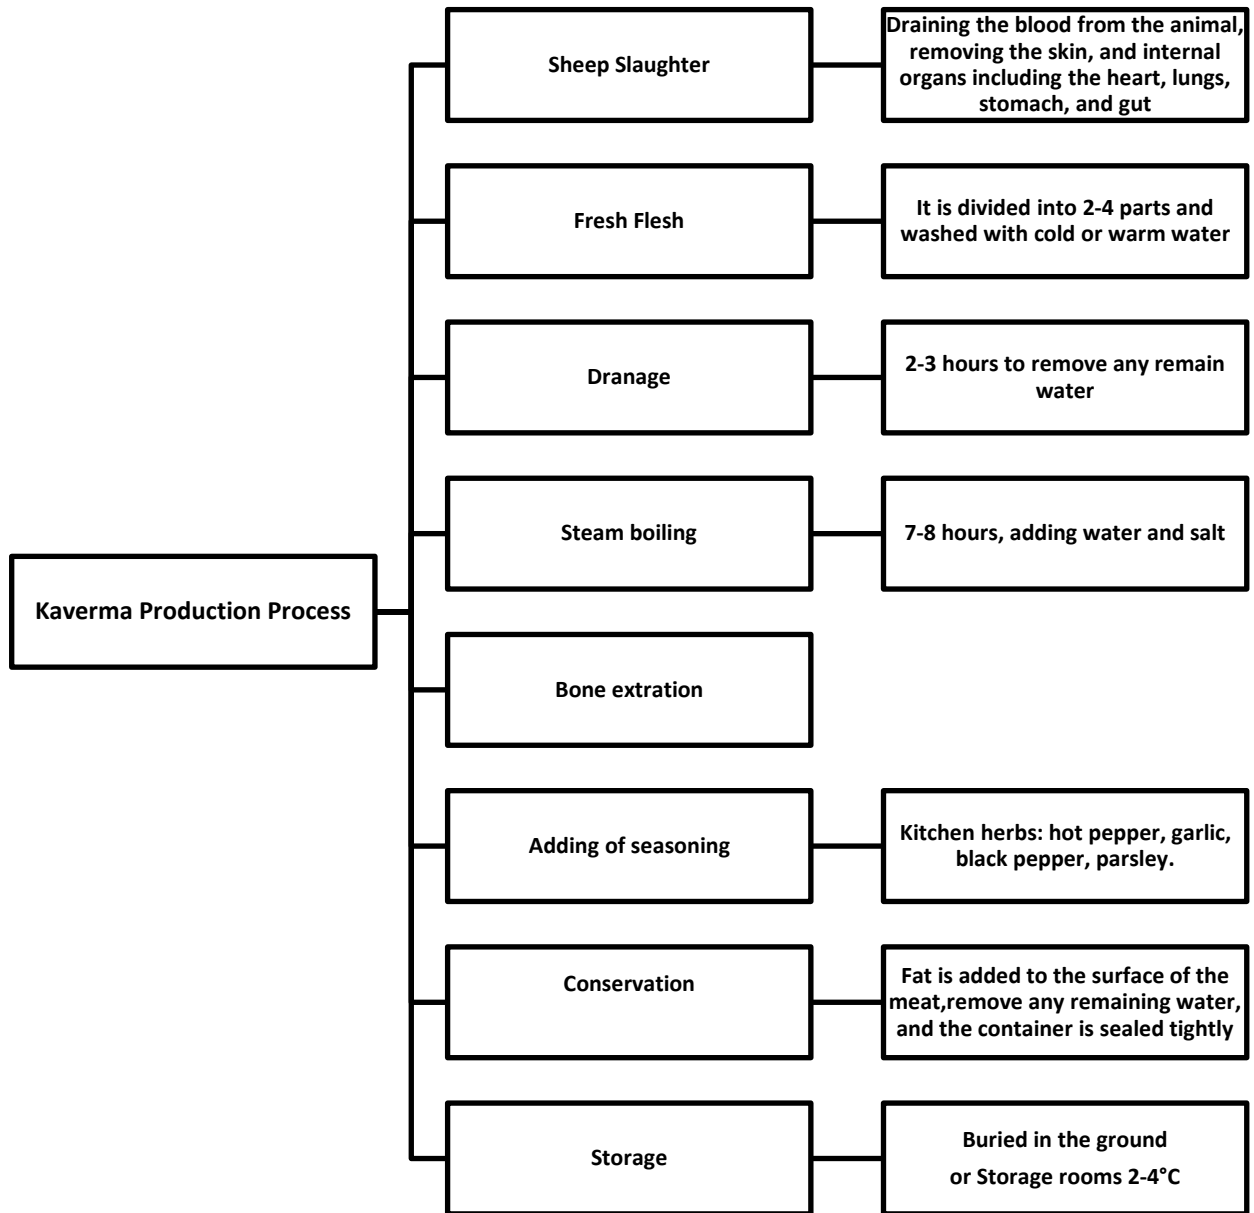 Sheep Slaughter
Draining the blood from the animal,
removing the skin, and internal
organs including the heart, lungs,
stomach, and gut
Fresh Flesh
It is divided into 2-4 parts and
washed with cold or warm water
Dranage
2-3 hours to remove any remain
water
Steam boiling
7-8 hours, adding water and salt
Kaverma Production Process
Bone extration
Adding of seasoning
Kitchen herbs: hot pepper, garlic,
black pepper, parsley.
Conservation
Fat is added to the surface of the
meat,remove any remaining water,
and the container is sealed tightly
Storage
Buried in the ground
or Storage rooms 2-4°C